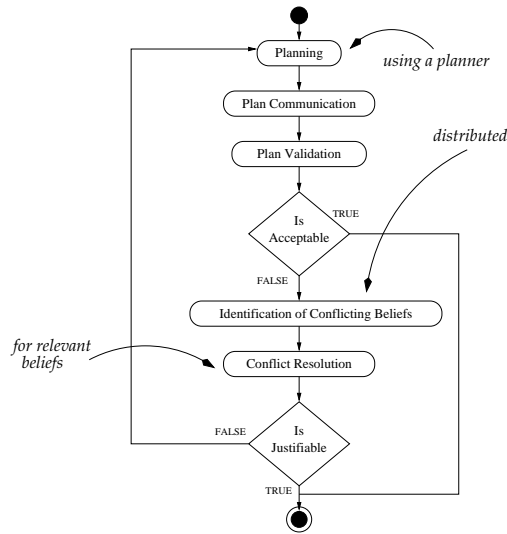 Planning
using a planner
Plan Communication
distributed
Plan Validation
Is
Acceptable
TRUE
FALSE
Identification of Conflicting Beliefs
for relevant
beliefs
Conflict Resolution
Is
Justifiable
FALSE
TRUE